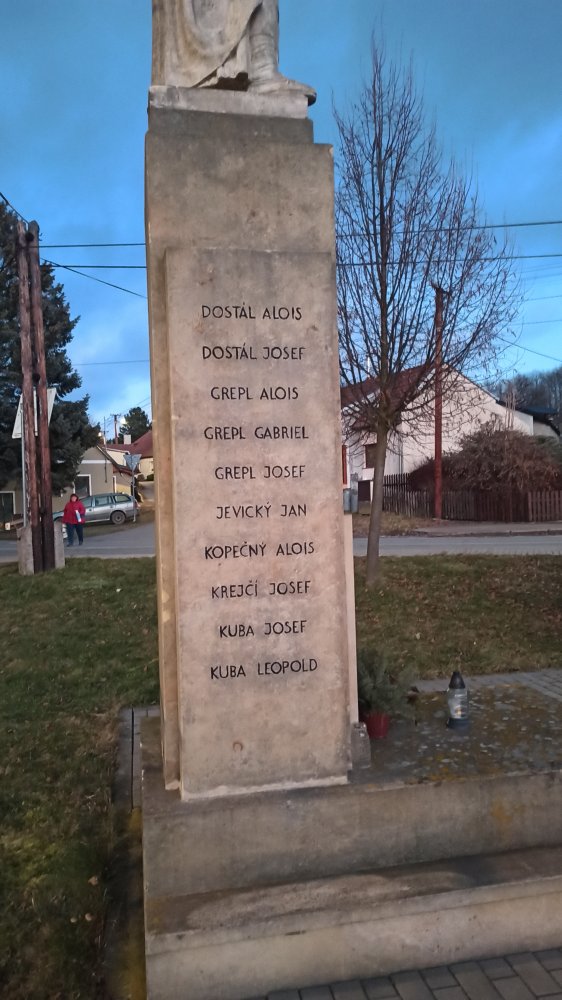 DOSTÁL ALOIS
DOSTÁL JOSEF
GREPL ALOIS
GREPL GABRIEL
GREPL JOSEF
JEVICKÝ JAN
KOPEČNÝ ALOIS
KREJČÍ JOSEF
KUBA JOSEF
KUBA LEOPOLD